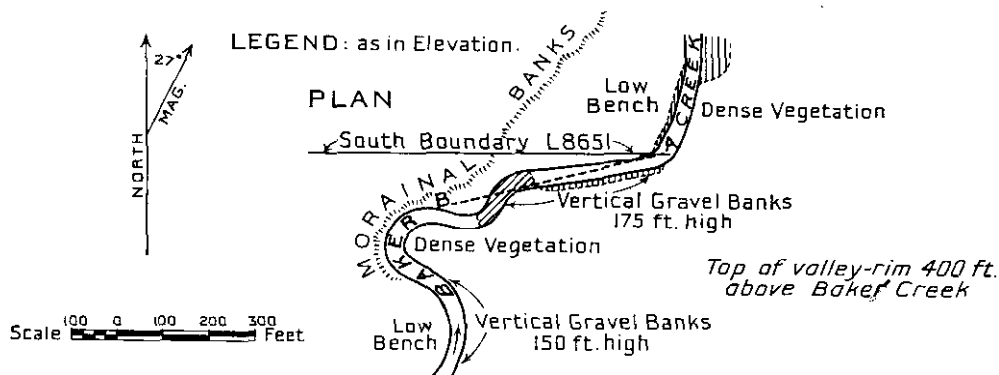 LEGEND: as in Elevation.
27°
MAG.
NORTH
PLAN
BANKS
MORAINAL
Low
Bench
CREEK
Dense Vegetation
South Boundary L8651
A
B
Vertical Gravel Banks
175 ft. high
BAKER
Dense Vegetation
Top of valley-rim 400 ft.
above Baker Creek
Scale 100 0 100 200 300 Feet
Low
Bench
Vertical Gravel Banks
150 ft. high